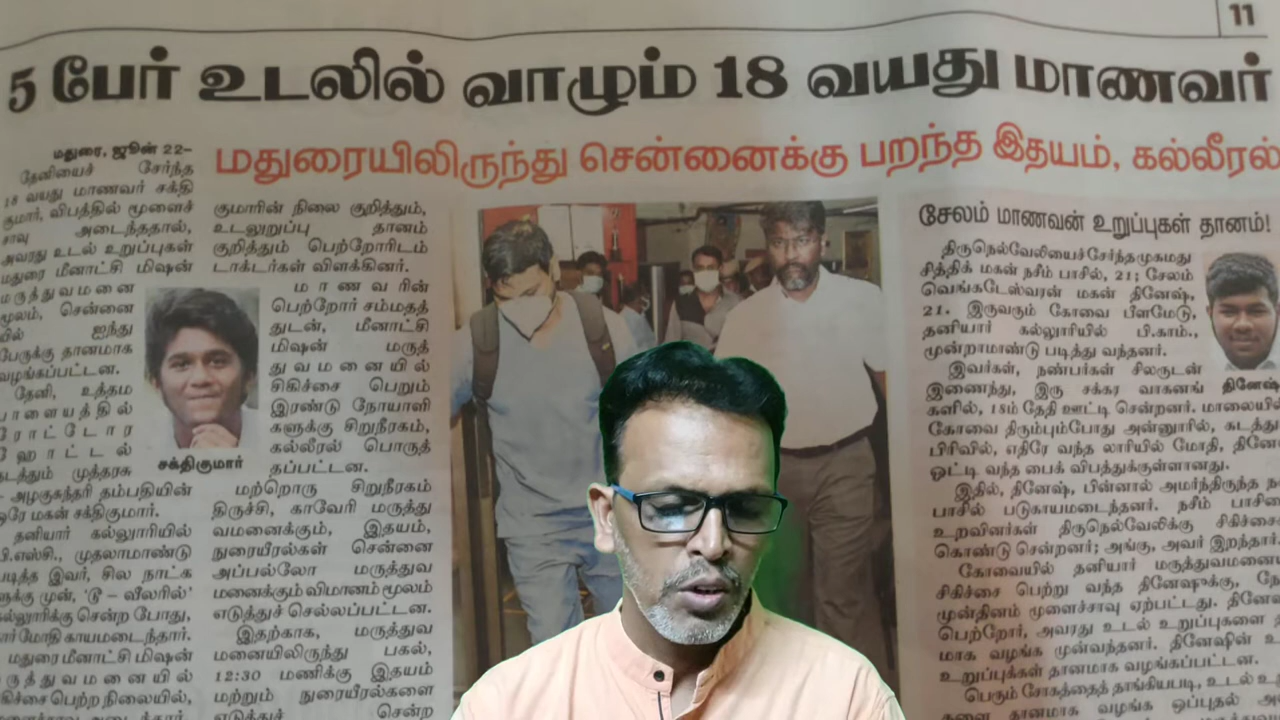 11
5 பேர் உடலில் வாழும் 18 வயது மாணவர்
மதுரையிலிருந்து சென்னைக்கு பறந்த இதயம், கல்லீரல்
மதுரை, ஜூன் 22–
தேனியைச் சேர்ந்த
18 வயது மாணவர் சக்தி
குமார், விபத்தில் மூளைச்
சாவு அடைந்ததால்,
அவரது உடல் உறுப்புகள்
மதுரை மீனாட்சி மிஷன்
மருத்துவமனை
மூலம், சென்னை
யில் ஐந்து
பேருக்கு தானமாக
வழங்கப்பட்டன.
தேனி, உத்தம
பாளையத்தில்
ரோட்டோர
ஹோட்டல்
நடத்தும் முத்தரசு
– அழகுசுந்தரி தம்பதியின்
ஒரே மகன் சக்திகுமார்.
தனியார் கல்லூரியில்
பி.எஸ்சி., முதலாமாண்டு
படித்த இவர், சில நாட்க
ளுக்கு முன், 'டூ – வீலரில்'
கல்லூரிக்கு சென்ற போது,
கார்மோதி காயமடைந்தார்.
மதுரை மீனாட்சி மிஷன்
மருத்துவமனையில்
சிகிச்சை பெற்ற நிலையில்,
சக்திகுமார்
குமாரின் நிலை குறித்தும்,
உடலுறுப்பு தானம்
குறித்தும் பெற்றோரிடம்
டாக்டர்கள் விளக்கினர்.
மாணவரின்
பெற்றோர் சம்மதத்
துடன், மீனாட்சி
மிஷன் மருத்
துவமனையில்
சிகிச்சை பெறும்
இரண்டு நோயாளி
களுக்கு சிறுநீரகம்,
கல்லீரல் பொருத்
தப்பட்டன.
மற்றொரு சிறுநீரகம்
திருச்சி, காவேரி மருத்து
வமனைக்கும், இதயம்,
நுரையீரல்கள் சென்னை
அப்பல்லோ மருத்துவ
மனைக்கும் விமானம் மூலம்
எடுத்துச் செல்லப்பட்டன.
இதற்காக, மருத்துவ
மனையிலிருந்து பகல்,
12:30 மணிக்கு இதயம்
மற்றும் நுரையீரல்களை
எடுத்துச் சென்ற
சேலம் மாணவன் உறுப்புகள் தானம்!
திருநெல்வேலியைச்சேர்ந்தமுகமது
சித்திக் மகன் நசீம் பாசில், 21; சேலம்
வெங்கடேஸ்வரன் மகன் தினேஷ்,
21. இருவரும் கோவை பீளமேடு,
தனியார் கல்லூரியில் பி.காம்.,
மூன்றாமாண்டு படித்து வந்தனர்.
இவர்கள், நண்பர்கள் சிலருடன்
இணைந்து, இரு சக்கர வாகனங்
தினேஷ்
களில், 18ம் தேதி ஊட்டி சென்றனர். மாலையில்
கோவை திரும்பும்போது அன்னூரில், கடத்து
பிரிவில், எதிரே வந்த லாரியில் மோதி, தினே
ஓட்டி வந்த பைக் விபத்துக்குள்ளானது.
இதில், தினேஷ், பின்னால் அமர்ந்திருந்த ந
பாசில் படுகாயமடைந்தனர். நசீம் பாசி
உறவினர்கள் திருநெல்வேலிக்கு சிகிச்சை
கொண்டு சென்றனர்; அங்கு, அவர் இறந்தார்.
கோவையில் தனியார் மருத்துவமனை
சிகிச்சை பெற்று வந்த தினேஷுக்கு, நே
முன்தினம் மூளைச்சாவு ஏற்பட்டது. தினே
பெற்றோர், அவரது உடல் உறுப்புகளை
மாக வழங்க முன்வந்தனர். தினேஷின் உ
உறுப்புக்கள் தானமாக வழங்கப்பட்டன.
பெரும் சோகத்தைத் தாங்கியபடி, உடல் உ
களை தானமாக வழங்க ஒப்புதல்